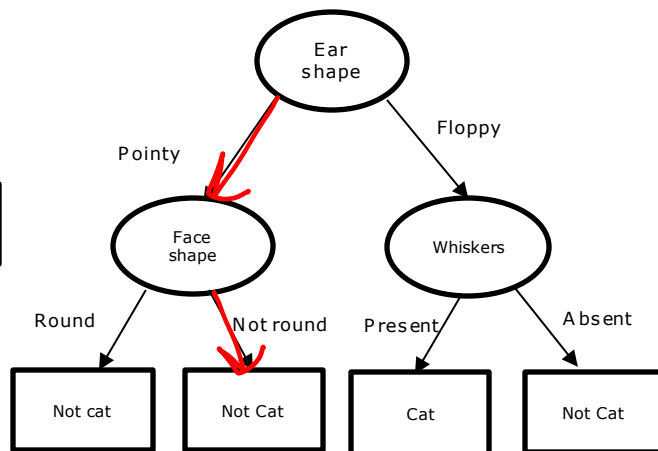 Ear
shape
Pointy
Floppy
Face
shape
Whiskers
Round
Not round
Present
Absent
Not cat
Not Cat
Cat
Not Cat